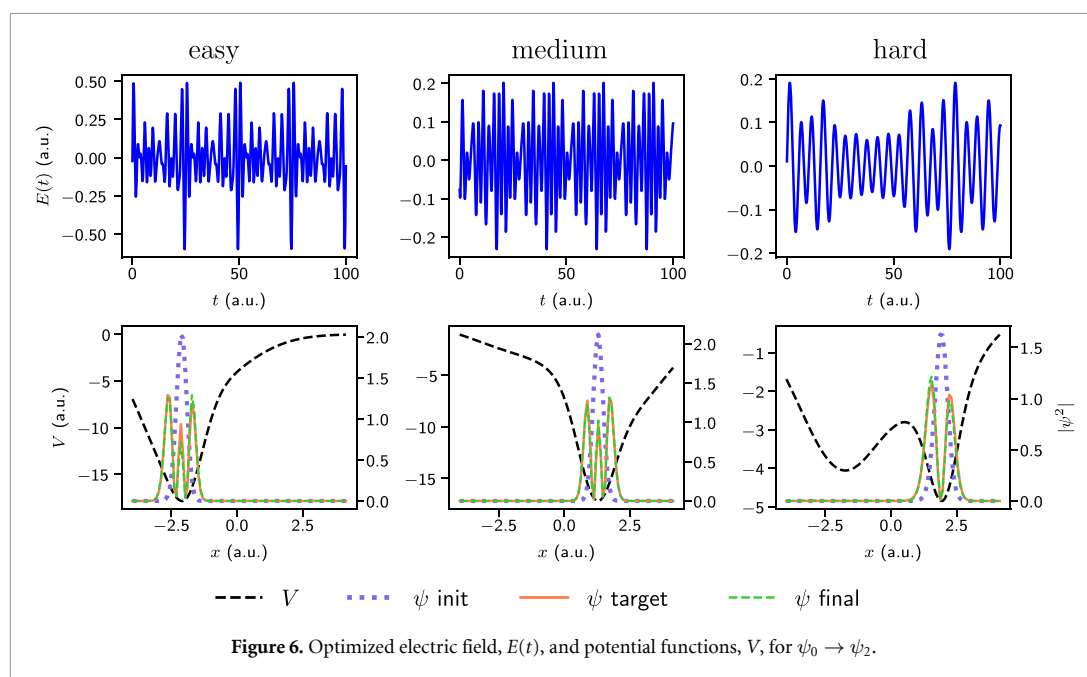 easy medium hard
0.50
0.25
0.00
−0.25
−0.50
E(t) (a.u.)
0 50 100
t (a.u.)
0.2
0.1
0.0
−0.1
−0.2
0 50 100
t (a.u.)
0.2
0.1
0.0
−0.1
−0.2
0 50 100
t (a.u.)
0
−5
−10
−15
V (a.u.)
2.0
1.5
1.0
0.5
0.0
−2.5 0.0 2.5
x (a.u.)
−5
−10
−15
2.0
1.5
1.0
0.5
0.0
−2.5 0.0 2.5
x (a.u.)
−1
−2
−3
−4
−5
1.5
1.0
0.5
0.0
|ψ²|
−2.5 0.0 2.5
x (a.u.)
V ψ init ψ target ψ final
Figure 6. Optimized electric field, E(t), and potential functions, V, for ψ₀ → ψ₂.